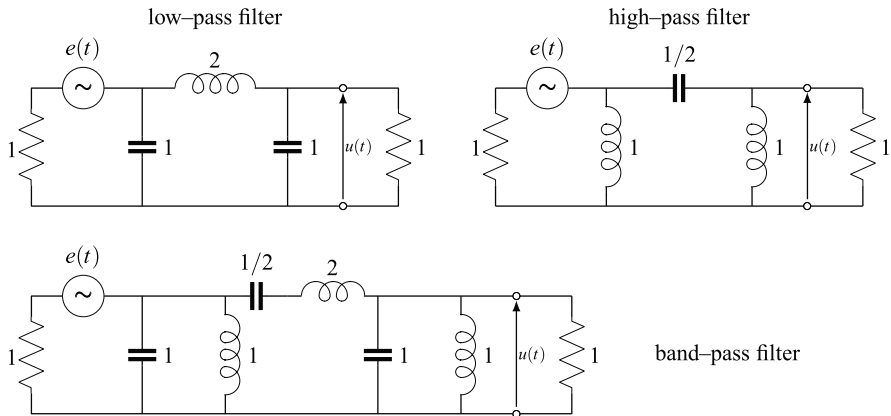 low–pass filter
high–pass filter
e(t)
2
1
1
1
u(t)
1
e(t)
1/2
1
1
1
u(t)
1
e(t)
1/2
2
1
1
1
1
1
u(t)
1
band–pass filter